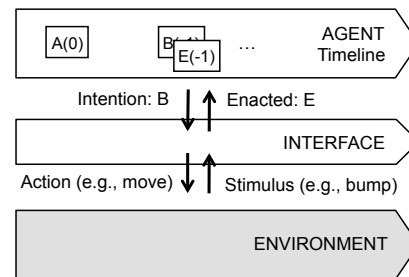 A(0)
E(-1)
...
AGENT
Timeline
Intention: B
Enacted: E
INTERFACE
Action (e.g., move)
Stimulus (e.g., bump)
ENVIRONMENT